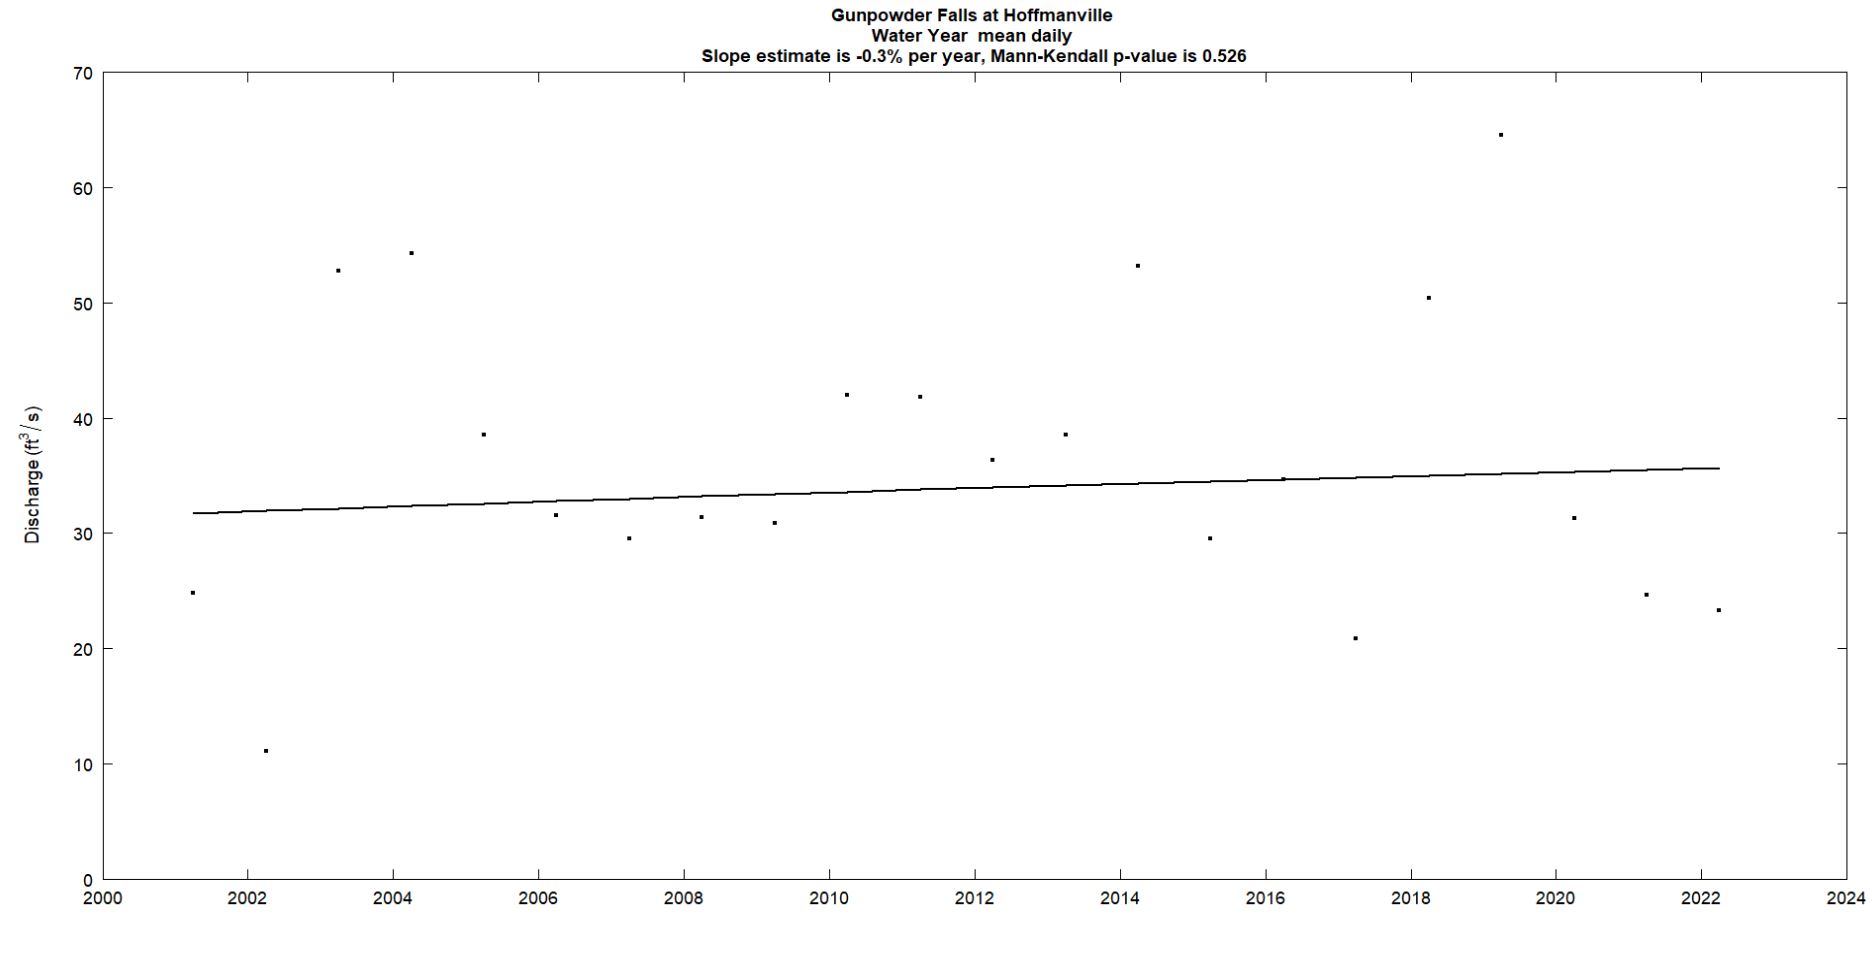 Gunpowder Falls at Hoffmanville
Water Year  mean daily
Slope estimate is -0.3% per year, Mann-Kendall p-value is 0.526
70
60
50
40
30
20
10
0
Discharge (ft³/s)
2000 2002 2004 2006 2008 2010 2012 2014 2016 2018 2020 2022 2024